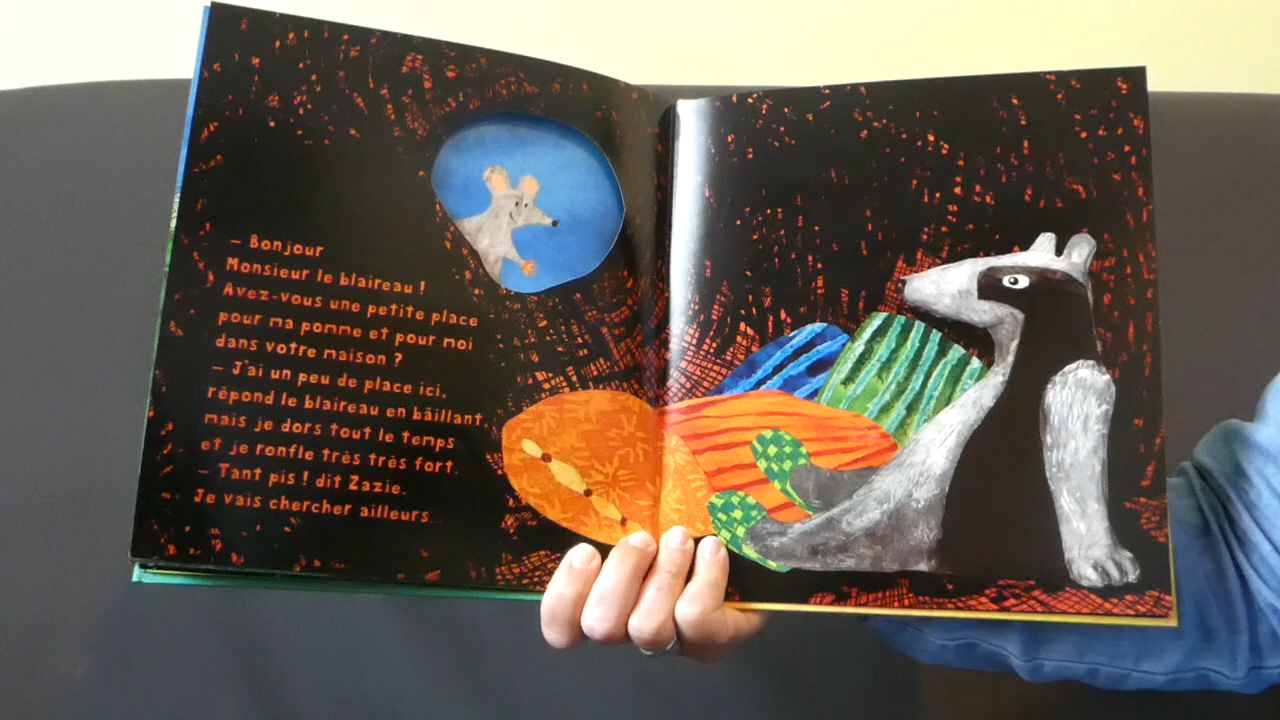 – Bonjour
Monsieur le blaireau !
Avez-vous une petite place
pour ma pomme et pour moi
dans votre maison ?
– J'ai un peu de place ici,
répond le blaireau en bâillant,
mais je dors tout le temps
et je ronfle très très fort.
– Tant pis ! dit Zazie.
Je vais chercher ailleurs...